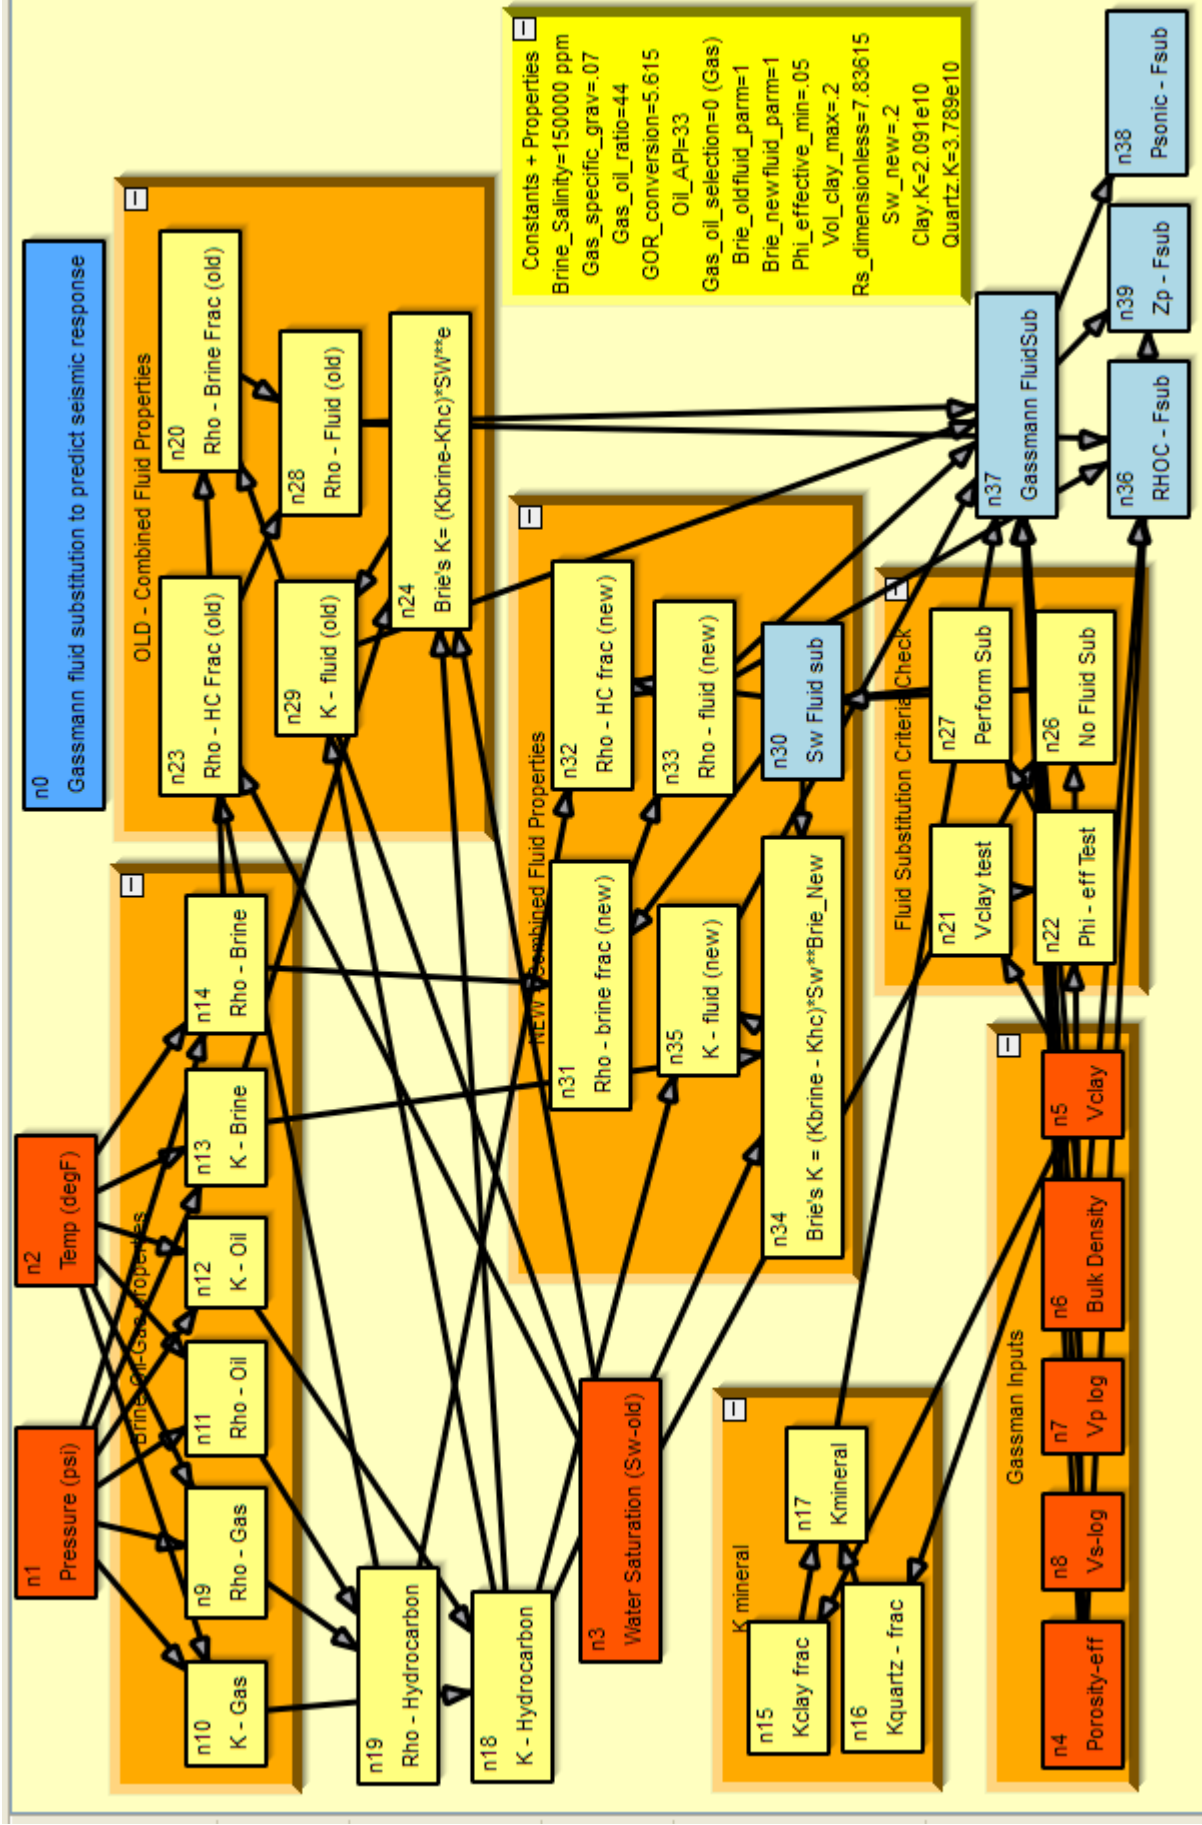 n0
Gassmann fluid substitution to predict seismic response
n1
Pressure (psi)
n2
Temp (degF)
Brine-Oil-Gas properties
n10
K - Gas
n9
Rho - Gas
n11
Rho - Oil
n12
K - Oil
n13
K - Brine
n14
Rho - Brine
OLD - Combined Fluid Properties
n23
Rho - HC Frac (old)
n20
Rho - Brine Frac (old)
n29
K - fluid (old)
n28
Rho - Fluid (old)
n24
Brie's K= (Kbrine-Khc)*SW**e
n19
Rho - Hydrocarbon
n18
K - Hydrocarbon
n3
Water Saturation (Sw-old)
NEW - Combined Fluid Properties
n31
Rho - brine frac (new)
n32
Rho - HC frac (new)
n35
K - fluid (new)
n33
Rho - fluid (new)
n34
Brie's K = (Kbrine - Khc)*Sw**Brie_New
n30
Sw Fluid sub
Constants + Properties
Brine_Salinity=150000 ppm
Gas_specific_grav=.07
Gas_oil_ratio=44
GOR_conversion=5.615
Oil_API=33
Gas_oil_selection=0 (Gas)
Brie_oldfluid_parm=1
Brie_newfluid_parm=1
Phi_effective_min=.05
Vol_clay_max=.2
Rs_dimensionless=7.83615
Sw_new=.2
Clay.K=2.091e10
Quartz.K=3.789e10
K mineral
n15
Kclay frac
n16
Kquartz - frac
n17
Kmineral
Fluid Substitution Criteria Check
n21
Vclay test
n27
Perform Sub
n22
Phi - eff Test
n26
No Fluid Sub
Gassman Inputs
n4
Porosity-eff
n8
Vs-log
n7
Vp log
n6
Bulk Density
n5
Vclay
n37
Gassmann FluidSub
n36
RHOC - Fsub
n39
Zp - Fsub
n38
Psonic - Fsub